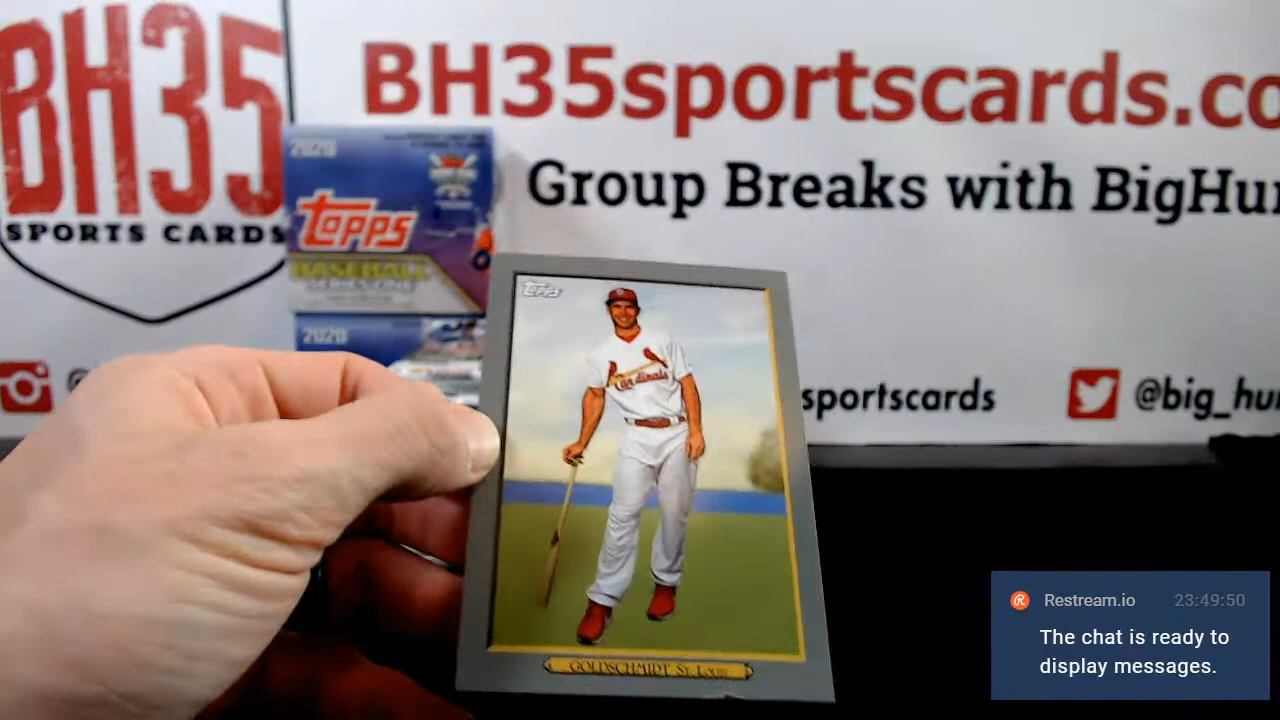 BH35
SPORTS CARDS
BH35sportscards.co
Group Breaks with BigHu
2020
Topps
BASEBALL
2020
Topps
Cardinals
GOLDSCHMIDT St. Louis
@
sportscards
@big_hu
Restream.io 23:49:50
The chat is ready to
display messages.